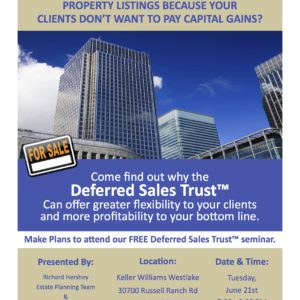 PROPERTY LISTINGS BECAUSE YOUR
CLIENTS DON'T WANT TO PAY CAPITAL GAINS?
FOR SALE
Come find out why the
Deferred Sales Trust™
Can offer greater flexibility to your clients
and more profitability to your bottom line.
Make Plans to attend our FREE Deferred Sales Trust™ seminar.
Presented By:
Richard Hershey
Estate Planning Team
&
Location:
Keller Williams Westlake
30700 Russell Ranch Rd
Date & Time:
Tuesday,
June 21st